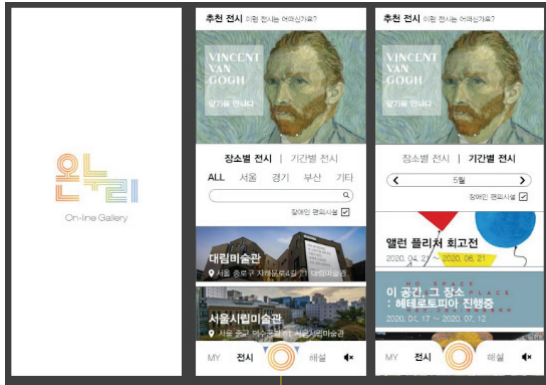 온누리
On-line Gallery
추천 전시 이런 전시는 어떠신가요?
VINCENT
VAN
GOGH
장소별 전시 | 기간별 전시
ALL 서울 경기 부산 기타
장애인 편의시설
대림미술관
서울시립미술관
MY 전시 해설
추천 전시 이런 전시는 어떠신가요?
VINCENT
VAN
GOGH
장소별 전시 | 기간별 전시
5월
장애인 편의시설
앨런 플리처 회고전
2020. 04. 21 ~ 2020. 06. 21
이 공간, 그 장소
: 헤테로토피아 진행중
2020. 04. 17 ~ 2020. 07. 12
MY 전시 해설